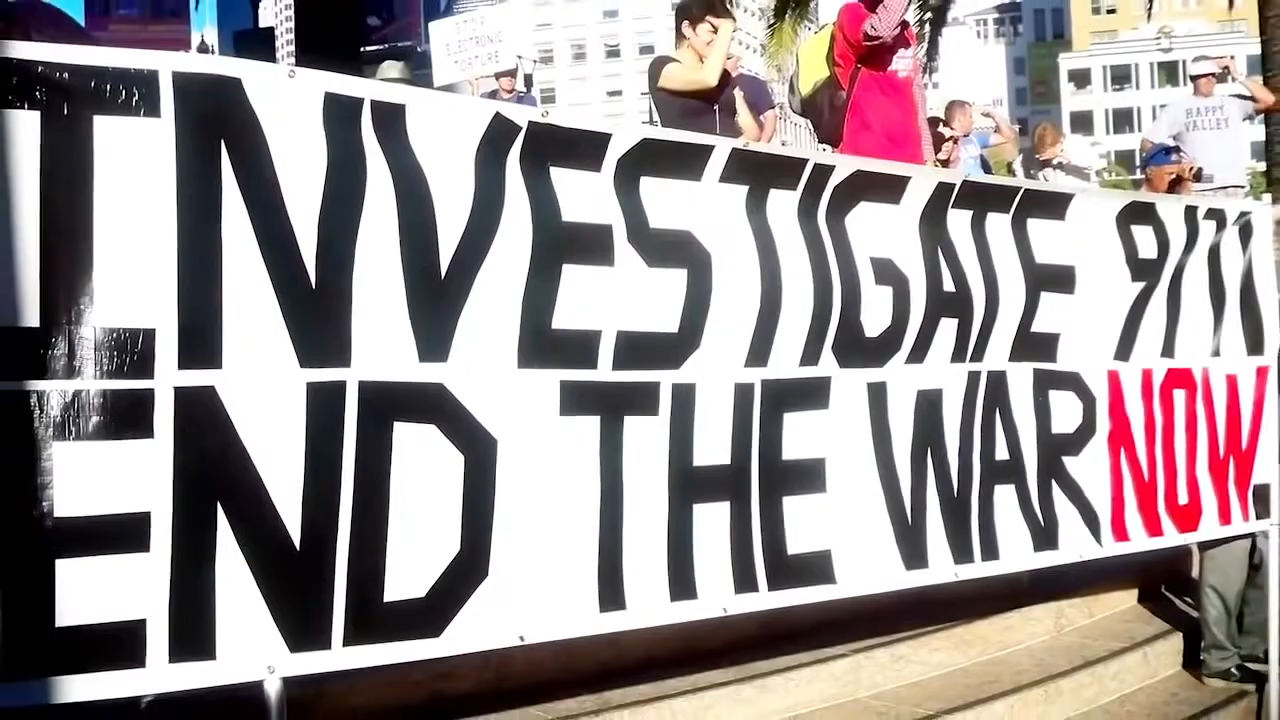 STOP
ELECTRONIC
TORTURE
HAPPY
VALLEY
INVESTIGATE 9/11
END THE WAR NOW